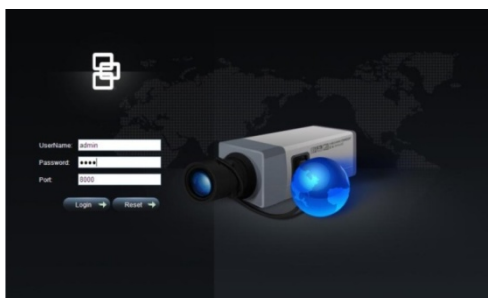 UserName: admin
Password: ••••
Port: 8000
Login Reset